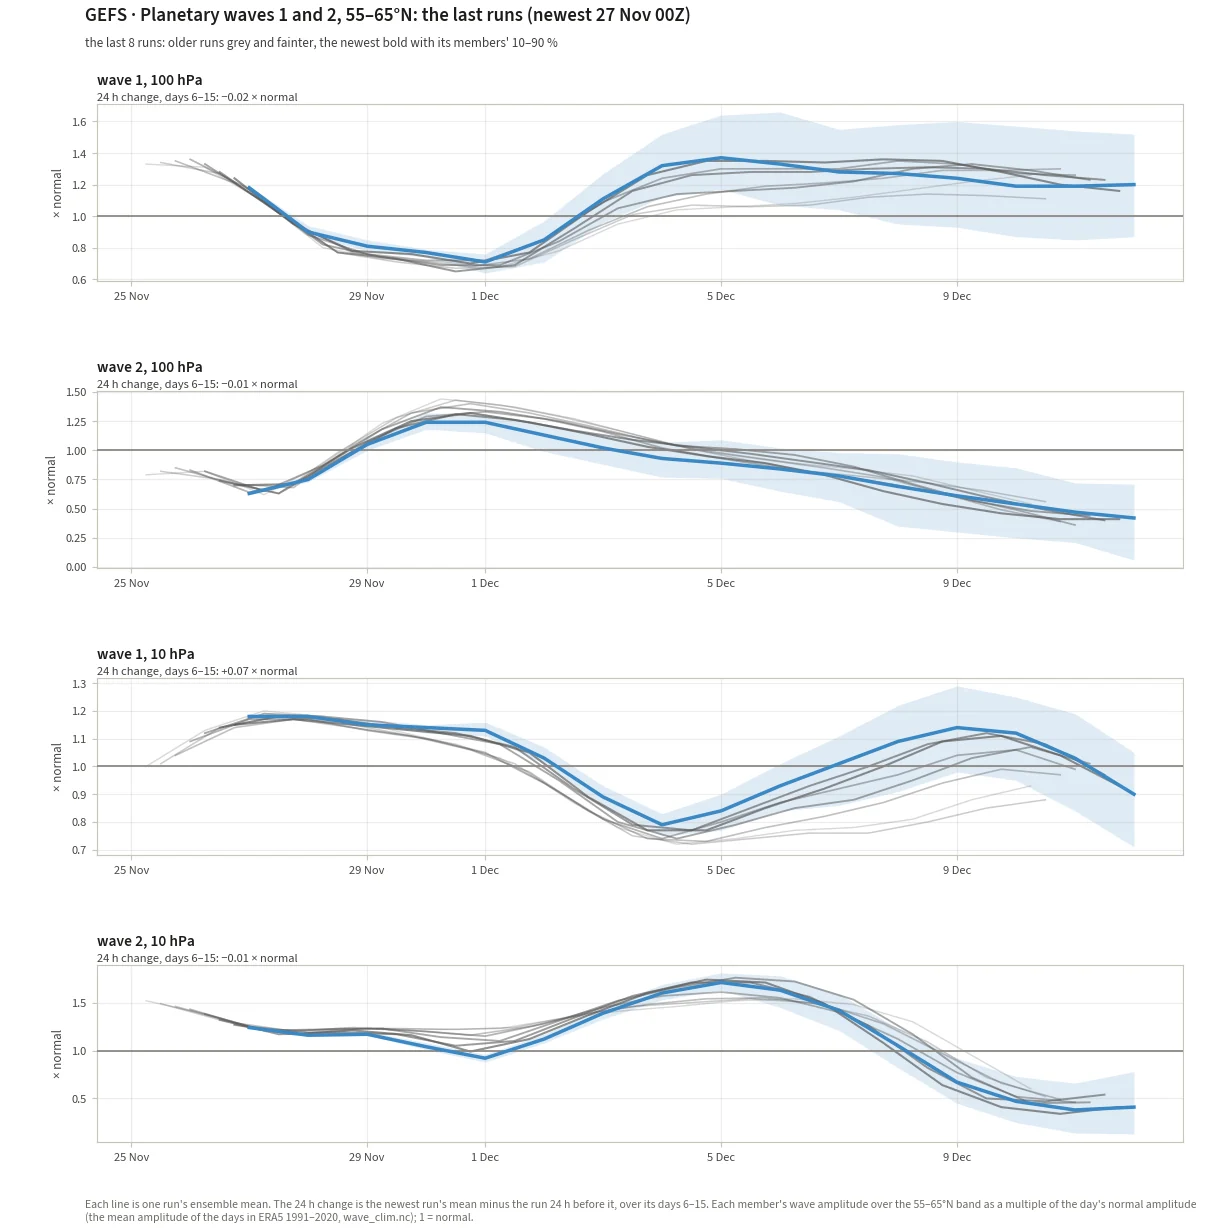 GEFS · Planetary waves 1 and 2, 55–65°N: the last runs (newest 27 Nov 00Z)
the last 8 runs: older runs grey and fainter, the newest bold with its members' 10–90 %
wave 1, 100 hPa
24 h change, days 6–15: −0.02 × normal
1.6
1.4
1.2
1.0
0.8
0.6
× normal
25 Nov 29 Nov 1 Dec 5 Dec 9 Dec
wave 2, 100 hPa
24 h change, days 6–15: −0.01 × normal
1.50
1.25
1.00
0.75
0.50
0.25
0.00
× normal
25 Nov 29 Nov 1 Dec 5 Dec 9 Dec
wave 1, 10 hPa
24 h change, days 6–15: +0.07 × normal
1.3
1.2
1.1
1.0
0.9
0.8
0.7
× normal
25 Nov 29 Nov 1 Dec 5 Dec 9 Dec
wave 2, 10 hPa
24 h change, days 6–15: −0.01 × normal
1.5
1.0
0.5
× normal
25 Nov 29 Nov 1 Dec 5 Dec 9 Dec
Each line is one run's ensemble mean. The 24 h change is the newest run's mean minus the run 24 h before it, over its days 6–15. Each member's wave amplitude over the 55–65°N band as a multiple of the day's normal amplitude
(the mean amplitude of the days in ERA5 1991–2020, wave_clim.nc); 1 = normal.